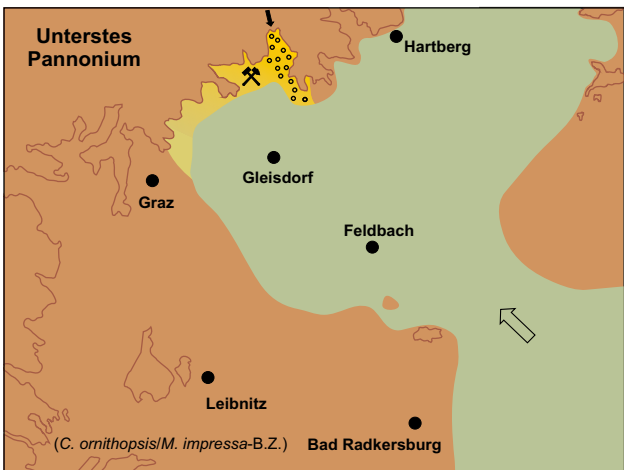 Unterstes
Pannonium
Hartberg
Gleisdorf
Graz
Feldbach
Leibnitz
(C. ornithopsis/M. impressa-B.Z.)
Bad Radkersburg